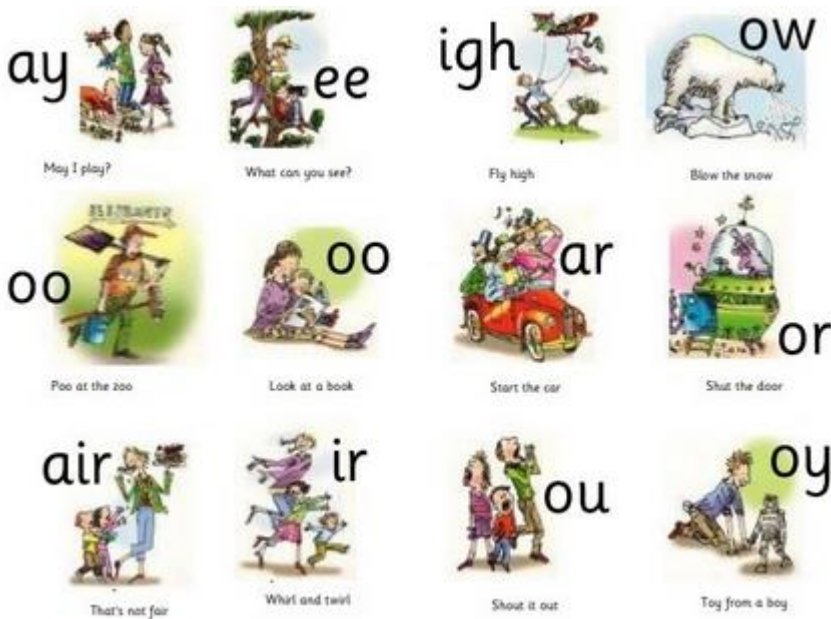 ay
May I play?
ee
What can you see?
igh
Fly high
ow
Blow the snow
ELEPHANTS
oo
Poo at the zoo
oo
Look at a book
ar
Start the car
or
Shut the door
air
That's not fair
ir
Whirl and twirl
ou
Shout it out
oy
Toy from a boy